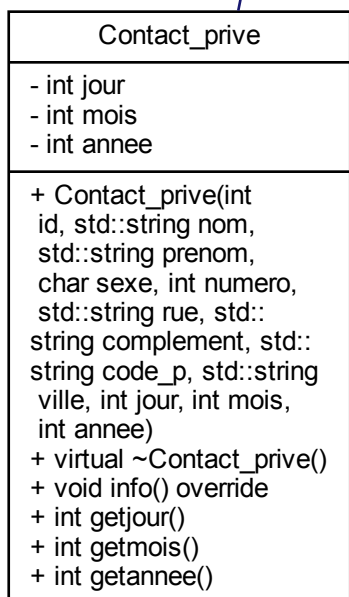 Contact_prive
- int jour
- int mois
- int annee
+ Contact_prive(int
id, std::string nom,
std::string prenom,
char sexe, int numero,
std::string rue, std::
string complement, std::
string code_p, std::string
ville, int jour, int mois,
int annee)
+ virtual ~Contact_prive()
+ void info() override
+ int getjour()
+ int getmois()
+ int getannee()